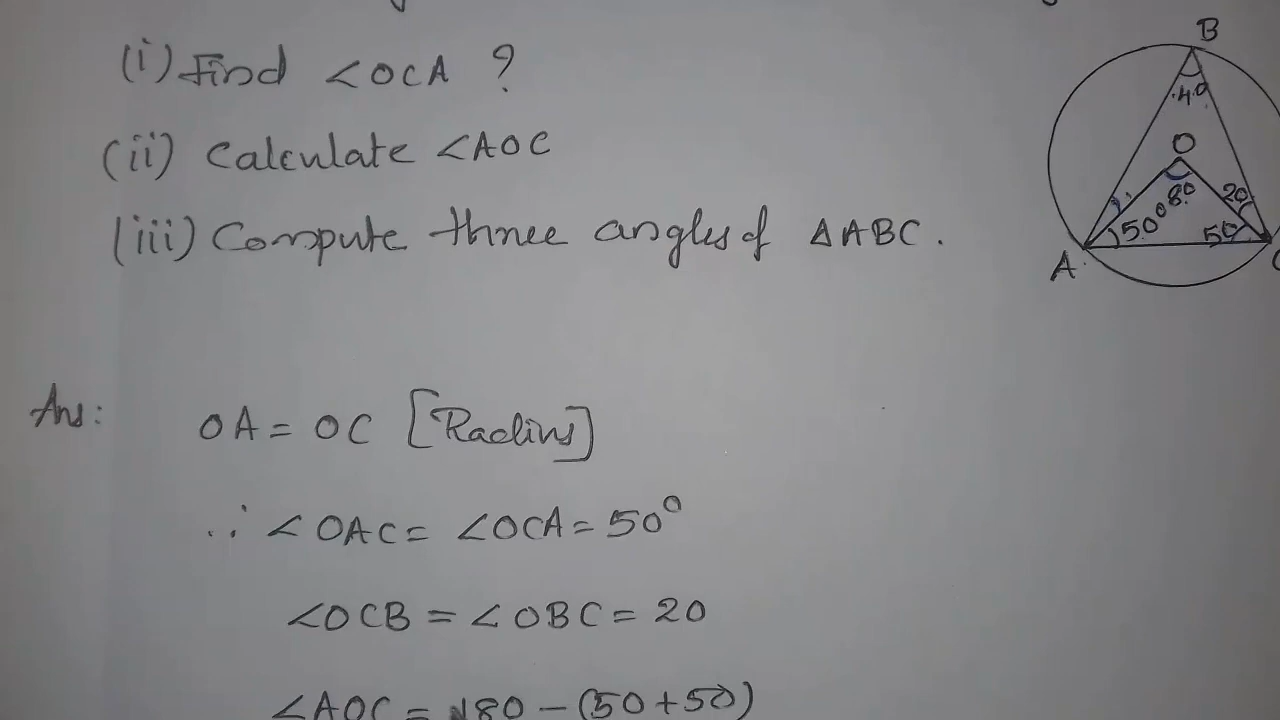 (i) Find <OCA ?
(ii) Calculate <AOC
(iii) Compute three angles of ΔABC.
B
40
O
80
20
50°
50
A
Ans:
OA = OC [Radius]
∴ <OAC = <OCA = 50°
<OCB = <OBC = 20
<AOC = 180 - (50+50)